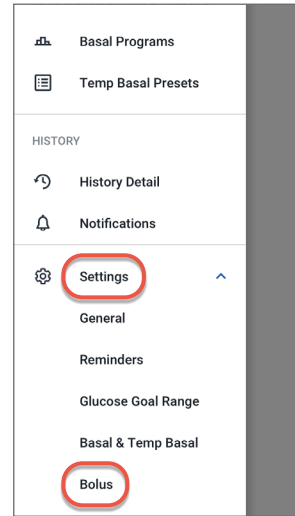 Basal Programs
Temp Basal Presets
HISTORY
History Detail
Notifications
Settings
General
Reminders
Glucose Goal Range
Basal & Temp Basal
Bolus